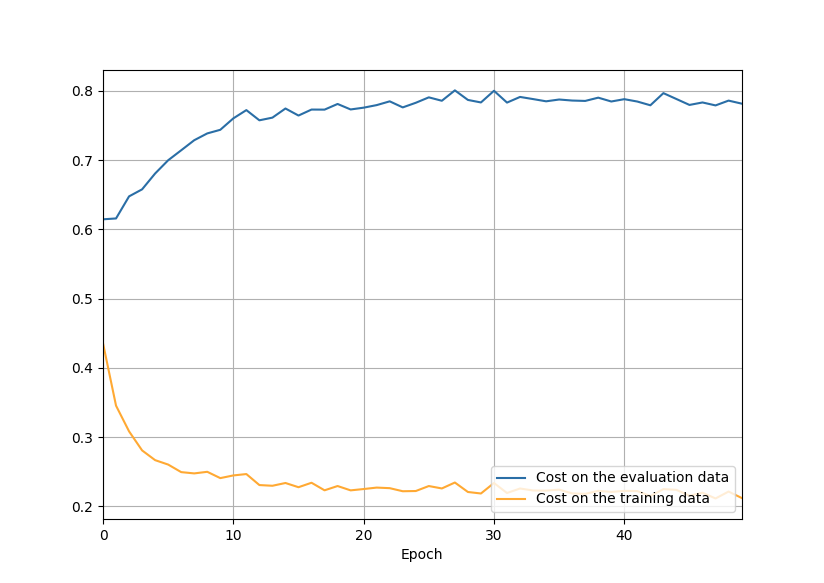 0.8
0.7
0.6
0.5
0.4
0.3
0.2
Cost on the evaluation data
Cost on the training data
0 10 20 30 40
Epoch